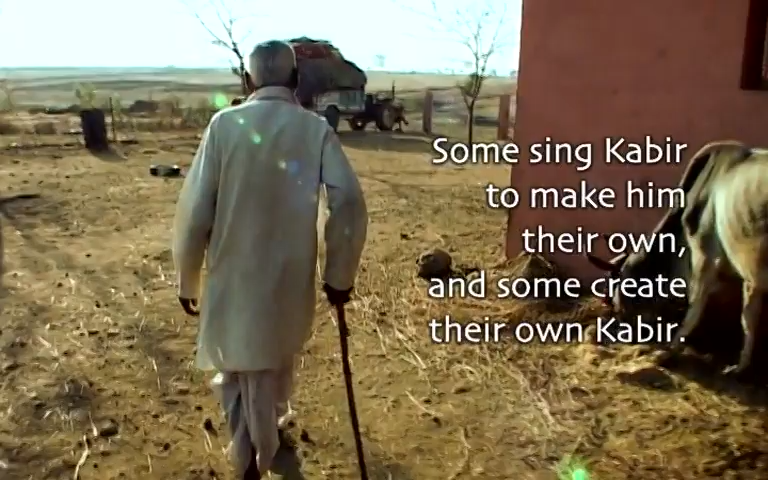 Some sing Kabir
to make him
their own,
and some create
their own Kabir.